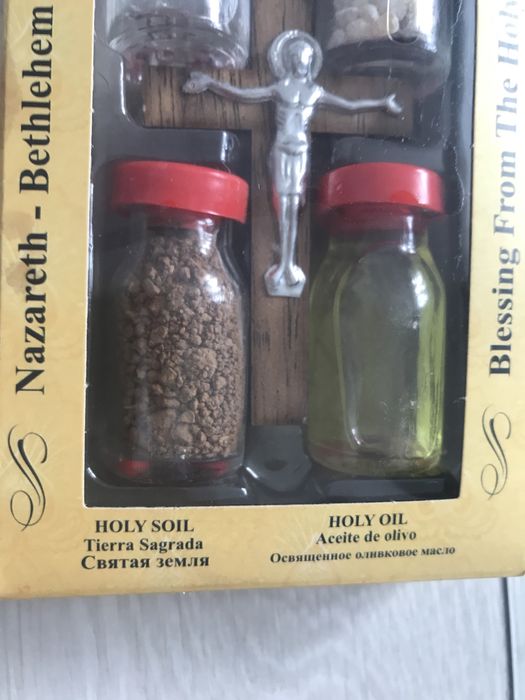 Nazareth - Bethlehem
Blessing From The Holy
HOLY SOIL
Tierra Sagrada
Святая земля
HOLY OIL
Aceite de olivo
Освященное оливковое масло